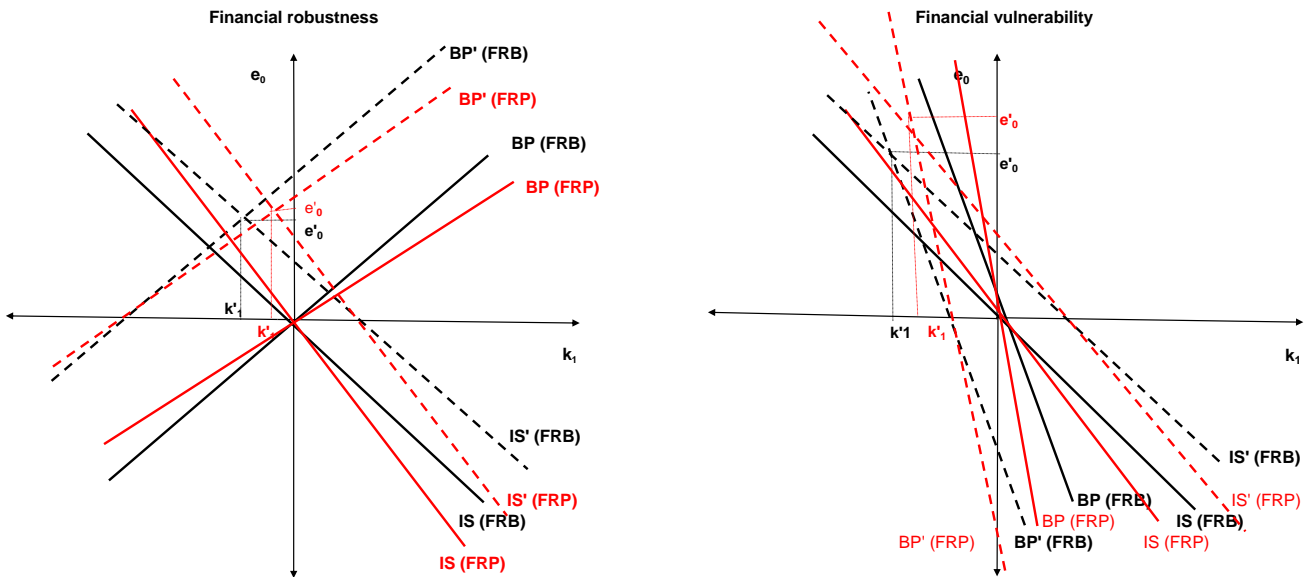 Financial robustness
e₀
BP' (FRB)
BP' (FRP)
BP (FRB)
BP (FRP)
e'₀
e'₀
k'₁
k'₁
k₁
IS' (FRB)
IS' (FRP)
IS (FRB)
IS (FRP)
Financial vulnerability
e₀
e'₀
e'₀
k'1
k'₁
k₁
IS' (FRB)
BP (FRB)
IS' (FRP)
BP (FRP)
IS (FRB)
BP' (FRP)
BP' (FRB)
IS (FRP)